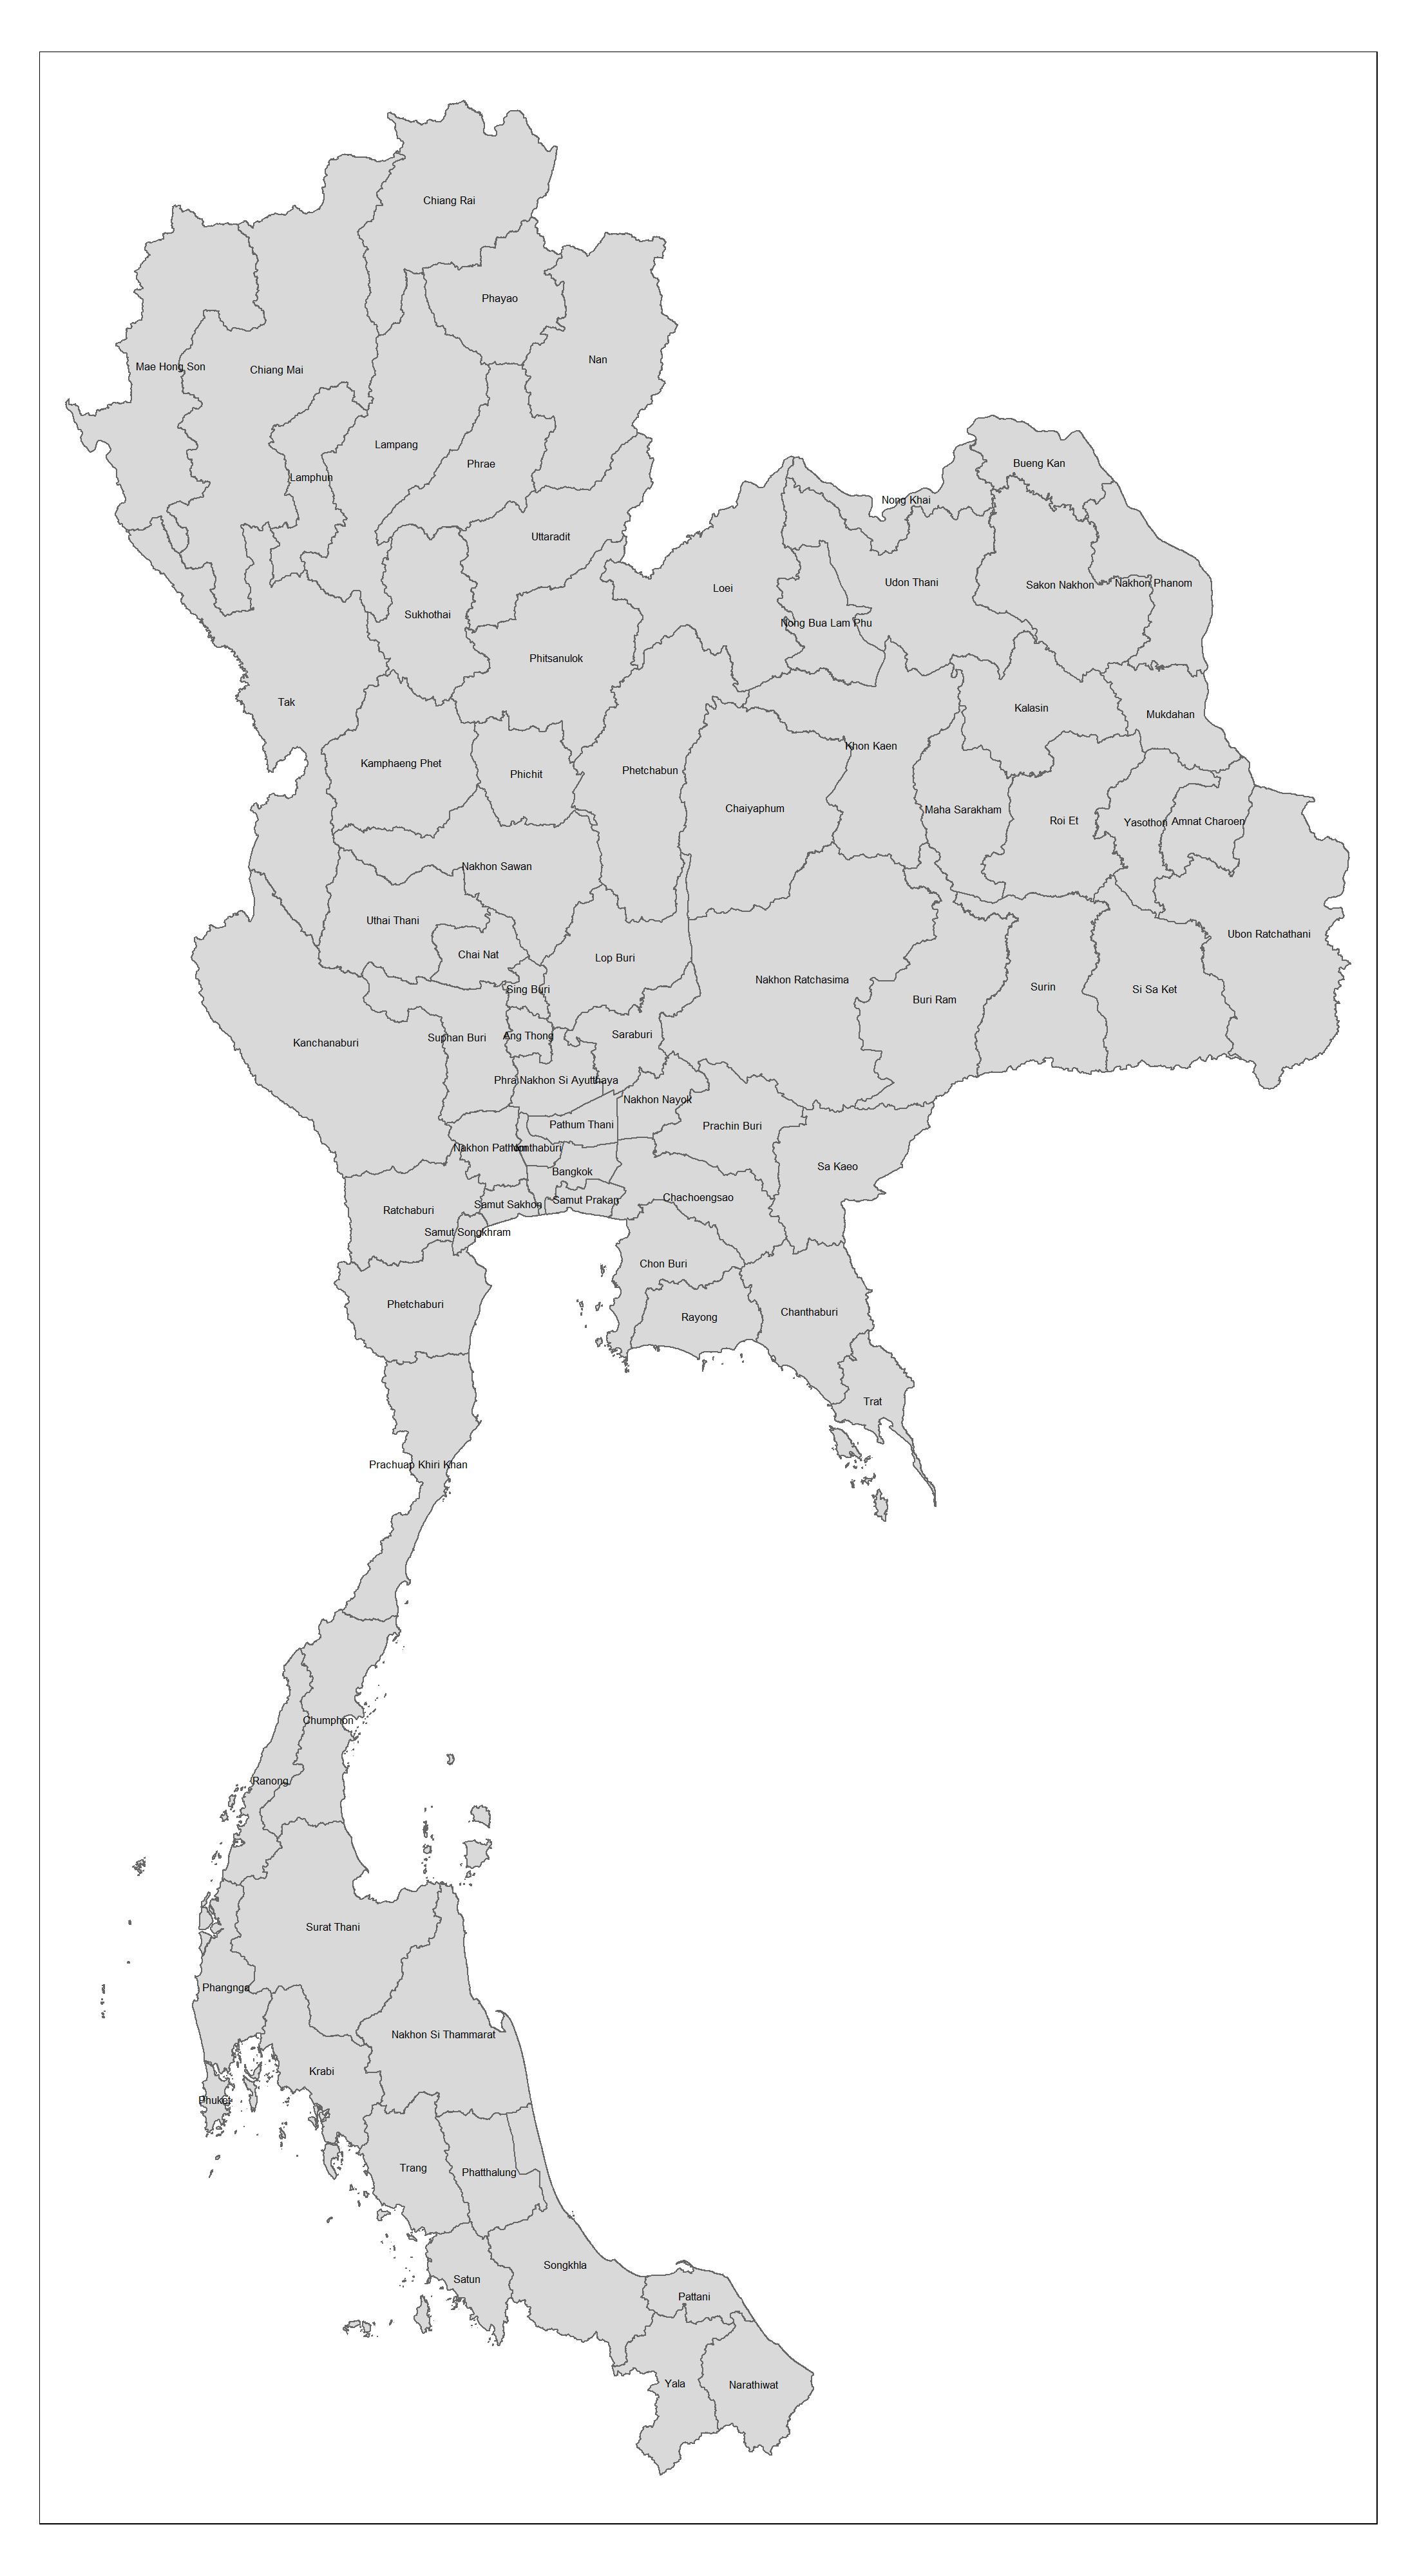 Chiang Rai
Phayao
Nan
Mae Hong Son
Chiang Mai
Lampang
Phrae
Bueng Kan
Lamphun
Nong Khai
Uttaradit
Udon Thani
Nakhon Phanom
Sakon Nakhon
Loei
Sukhothai
Nong Bua Lam Phu
Phitsanulok
Tak
Kalasin
Mukdahan
Khon Kaen
Kamphaeng Phet
Phetchabun
Phichit
Chaiyaphum
Maha Sarakham
Roi Et
Amnat Charoen
Yasothon
Nakhon Sawan
Uthai Thani
Ubon Ratchathani
Chai Nat
Lop Buri
Nakhon Ratchasima
Surin
Sing Buri
Si Sa Ket
Buri Ram
Saraburi
Ang Thong
Suphan Buri
Kanchanaburi
Phra Nakhon Si Ayutthaya
Nakhon Nayok
Pathum Thani
Prachin Buri
Nakhon Pathom
Nonthaburi
Sa Kaeo
Bangkok
Chachoengsao
Samut Prakan
Samut Sakhon
Ratchaburi
Samut Songkhram
Chon Buri
Phetchaburi
Chanthaburi
Rayong
Trat
Prachuap Khiri Khan
Chumphon
Ranong
Surat Thani
Phangnga
Nakhon Si Thammarat
Krabi
Phuket
Trang
Phatthalung
Songkhla
Satun
Pattani
Yala
Narathiwat